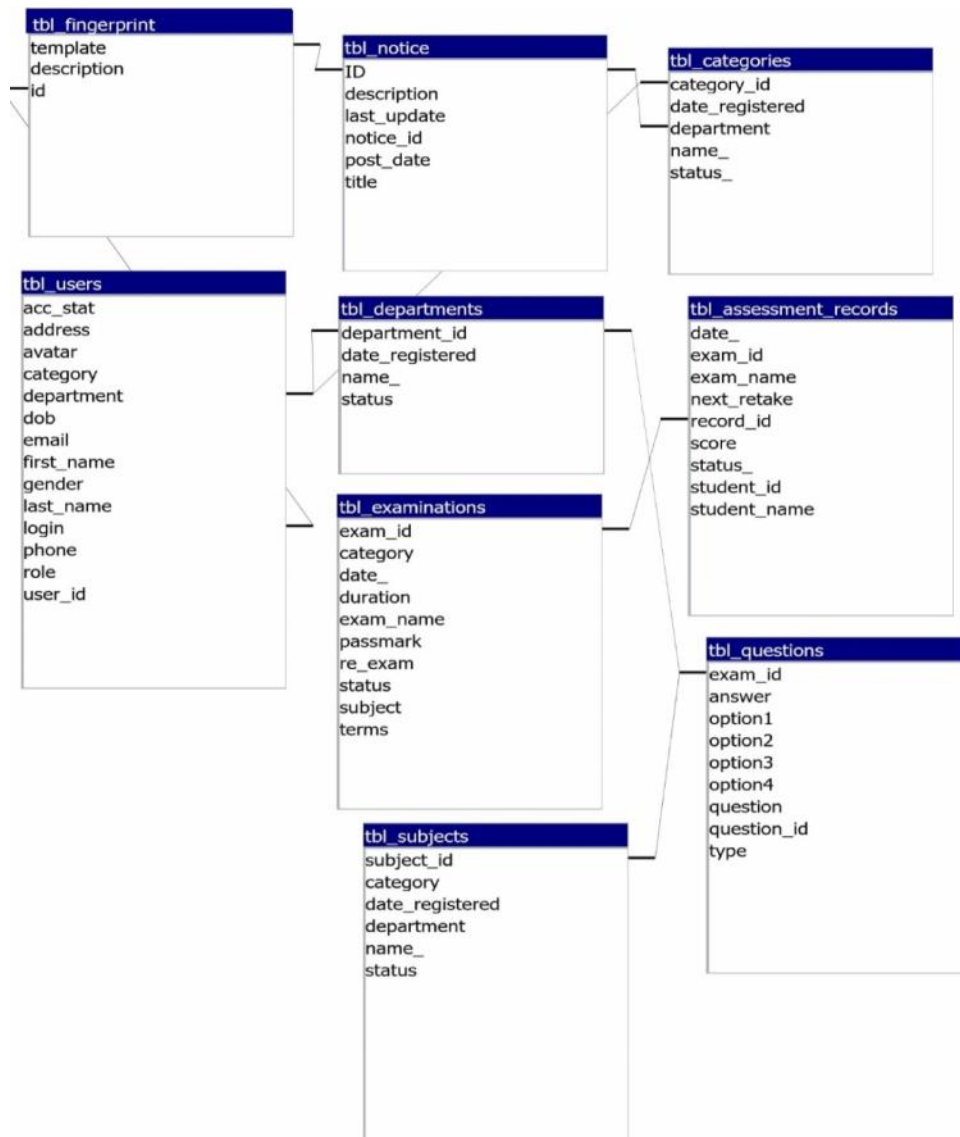 tbl_fingerprint
template
description
id
tbl_notice
ID
description
last_update
notice_id
post_date
title
tbl_categories
category_id
date_registered
department
name_
status_
tbl_users
acc_stat
address
avatar
category
department
dob
email
first_name
gender
last_name
login
phone
role
user_id
tbl_departments
department_id
date_registered
name_
status
tbl_assessment_records
date_
exam_id
exam_name
next_retake
record_id
score
status_
student_id
student_name
tbl_examinations
exam_id
category
date_
duration
exam_name
passmark
re_exam
status
subject
terms
tbl_questions
exam_id
answer
option1
option2
option3
option4
question
question_id
type
tbl_subjects
subject_id
category
date_registered
department
name_
status